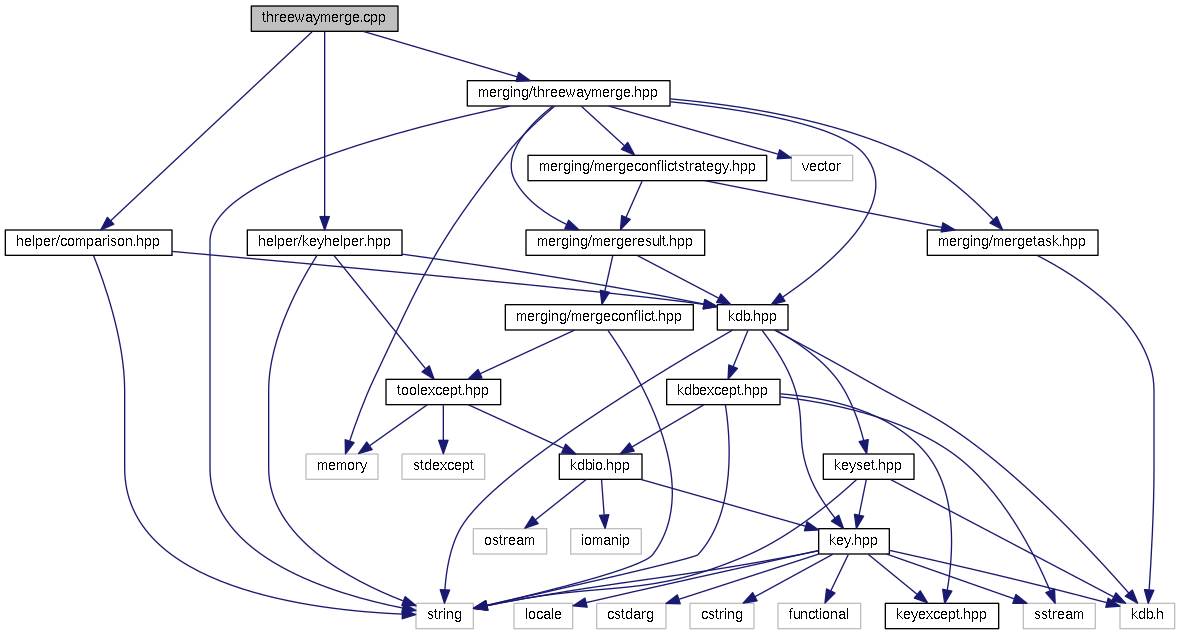 threewaymerge.cpp
merging/threewaymerge.hpp
merging/mergeconflictstrategy.hpp
vector
helper/comparison.hpp
helper/keyhelper.hpp
merging/mergeresult.hpp
merging/mergetask.hpp
merging/mergeconflict.hpp
kdb.hpp
toolexcept.hpp
kdbexcept.hpp
memory
stdexcept
kdbio.hpp
keyset.hpp
ostream
iomanip
key.hpp
string
locale
cstdarg
cstring
functional
keyexcept.hpp
sstream
kdb.h